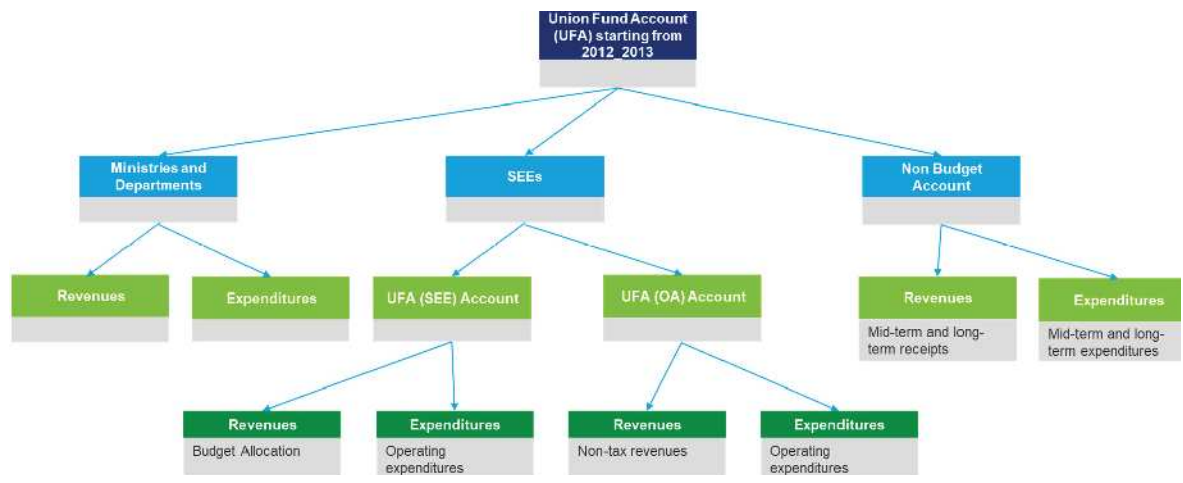 Union Fund Account
(UFA) starting from
2012_2013
Ministries and
Departments
SEEs
Non Budget
Account
Revenues
Expenditures
UFA (SEE) Account
UFA (OA) Account
Revenues
Mid-term and long-
term receipts
Expenditures
Mid-term and long-
term expenditures
Revenues
Budget Allocation
Expenditures
Operating
expenditures
Revenues
Non-tax revenues
Expenditures
Operating
expenditures